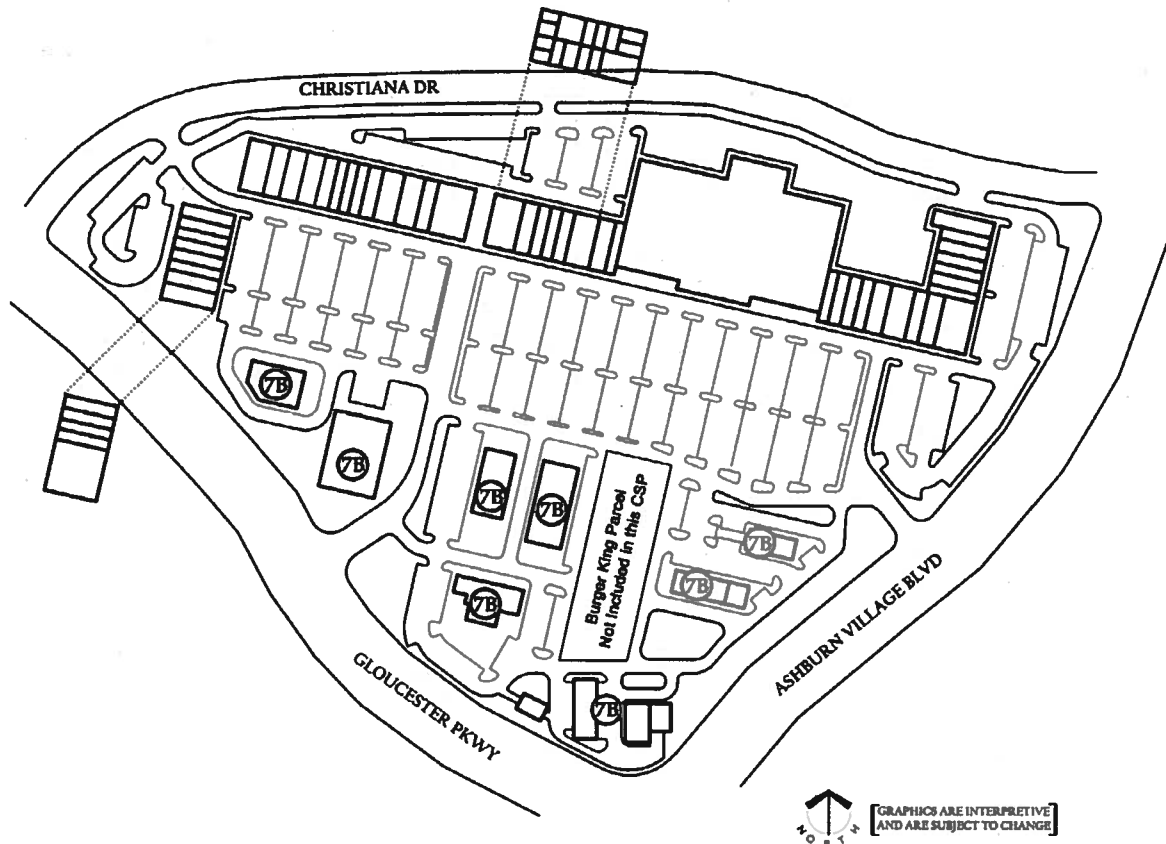 CHRISTIANA DR
7B
7B
7B
7B
Burger King Parcel
Not Included in this CSP
7B
7B
7B
7B
GLOUCESTER PKWY
ASHBURN VILLAGE BLVD
NORTH
GRAPHICS ARE INTERPRETIVE
AND ARE SUBJECT TO CHANGE